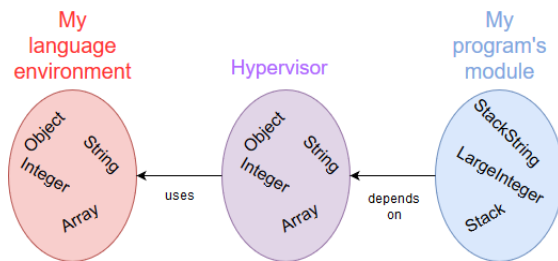 My
language
environment
Hypervisor
My
program's
module
Object
String
Integer
Array
uses
Object
String
Integer
Array
depends
on
StackString
LargeInteger
Stack